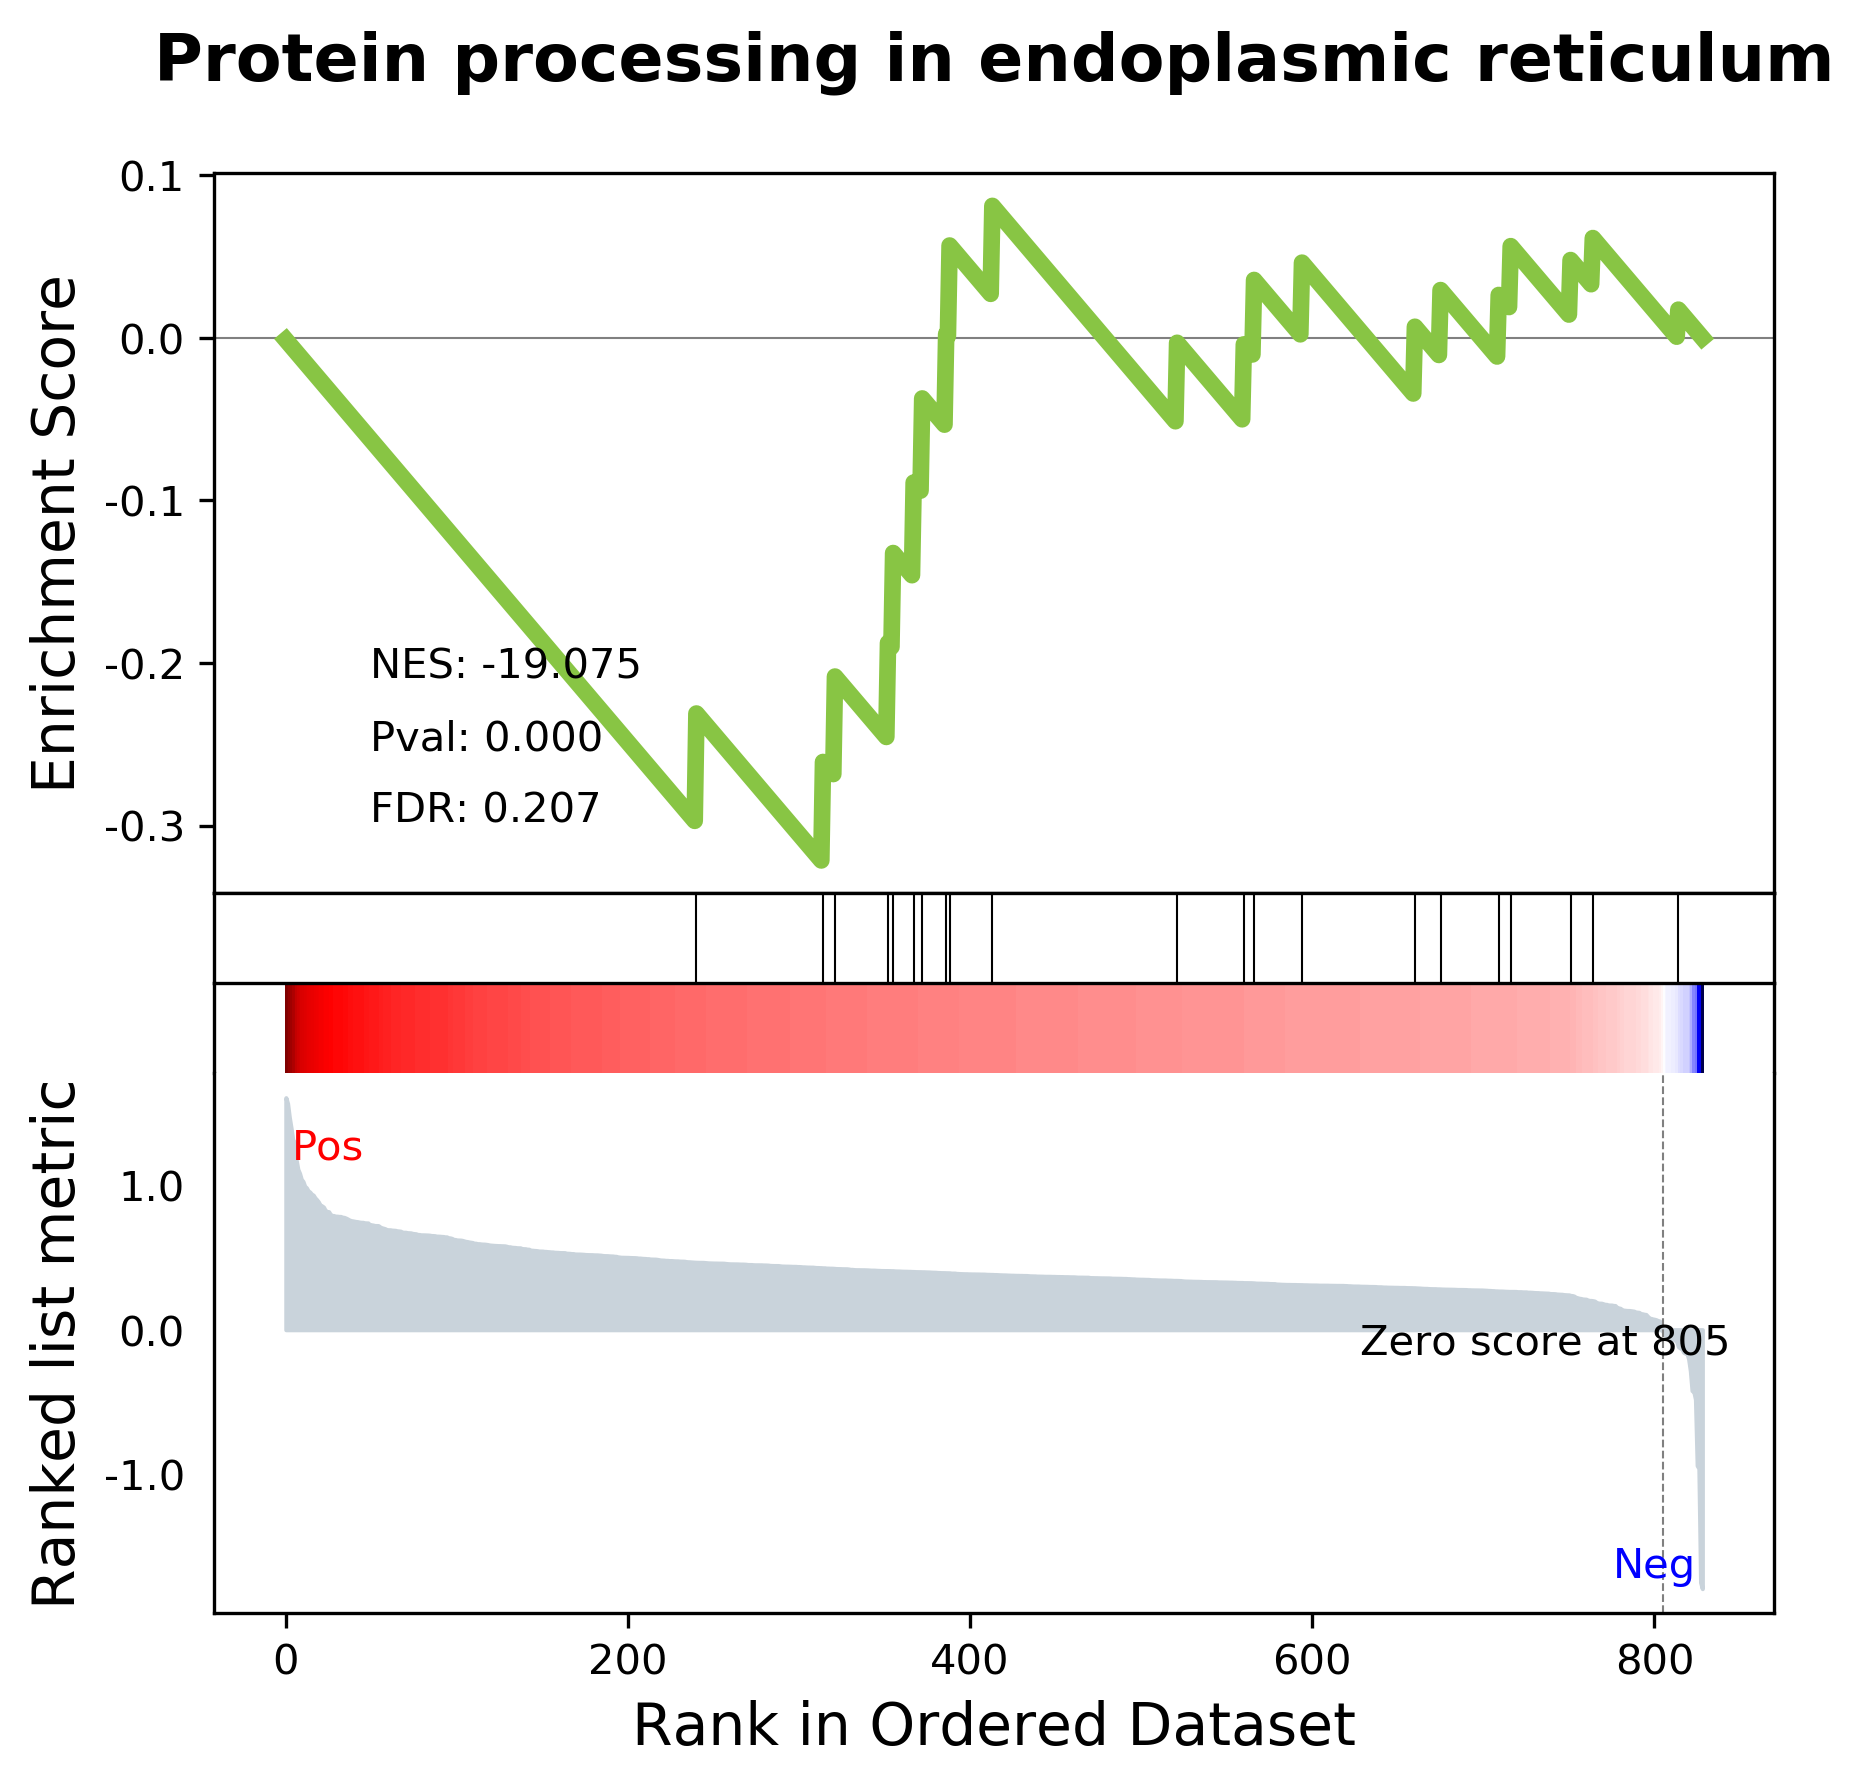 Protein processing in endoplasmic reticulum
Enrichment Score
0.1
0.0
-0.1
-0.2
-0.3
NES: -19.075
Pval: 0.000
FDR: 0.207
Ranked list metric
Pos
1.0
0.0
-1.0
Zero score at 805
Neg
0 200 400 600 800
Rank in Ordered Dataset